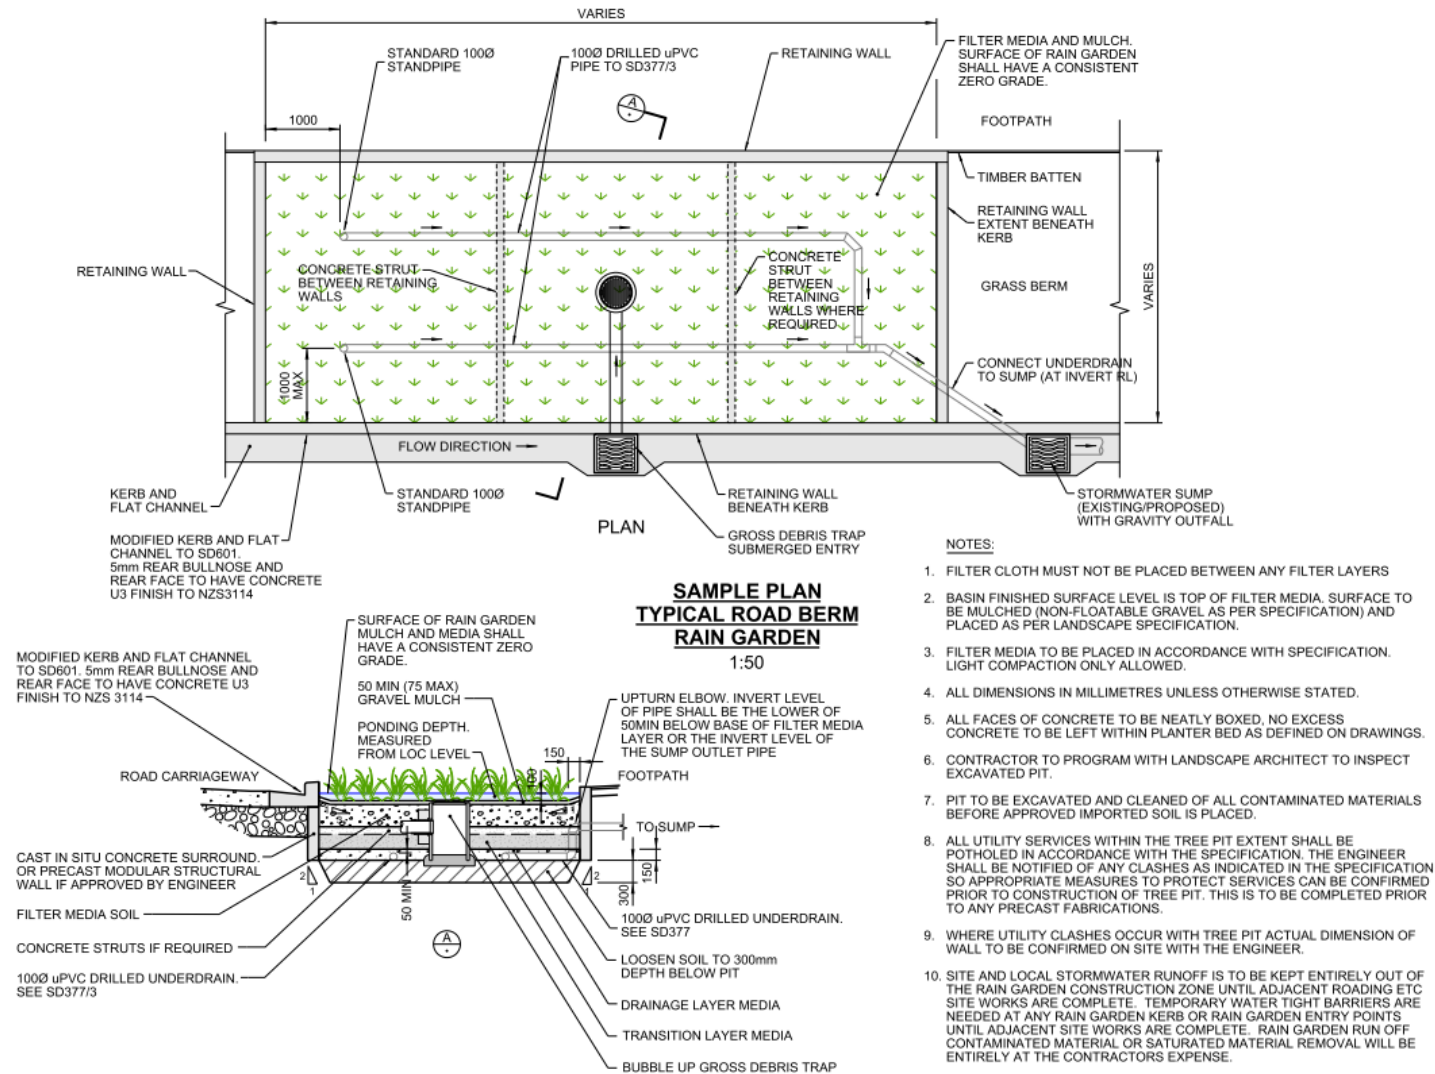 VARIES
STANDARD 100Ø
STANDPIPE
100Ø DRILLED uPVC
PIPE TO SD377/3
RETAINING WALL
FILTER MEDIA AND MULCH.
SURFACE OF RAIN GARDEN
SHALL HAVE A CONSISTENT
ZERO GRADE.
A
1000
FOOTPATH
TIMBER BATTEN
RETAINING WALL
EXTENT BENEATH
KERB
RETAINING WALL
CONCRETE STRUT
BETWEEN RETAINING
WALLS
CONCRETE
STRUT
BETWEEN
RETAINING
WALLS WHERE
REQUIRED
GRASS BERM
VARIES
1000
MAX
CONNECT UNDERDRAIN
TO SUMP (AT INVERT RL)
FLOW DIRECTION
KERB AND
FLAT CHANNEL
STANDARD 100Ø
STANDPIPE
RETAINING WALL
BENEATH KERB
STORMWATER SUMP
(EXISTING/PROPOSED)
WITH GRAVITY OUTFALL
PLAN
GROSS DEBRIS TRAP
SUBMERGED ENTRY
MODIFIED KERB AND FLAT
CHANNEL TO SD601.
5mm REAR BULLNOSE AND
REAR FACE TO HAVE CONCRETE
U3 FINISH TO NZS3114
SAMPLE PLAN
TYPICAL ROAD BERM
RAIN GARDEN
1:50
SURFACE OF RAIN GARDEN
MULCH AND MEDIA SHALL
HAVE A CONSISTENT ZERO
GRADE.
MODIFIED KERB AND FLAT CHANNEL
TO SD601. 5mm REAR BULLNOSE AND
REAR FACE TO HAVE CONCRETE U3
FINISH TO NZS 3114
50 MIN (75 MAX)
GRAVEL MULCH
PONDING DEPTH.
MEASURED
FROM LOC LEVEL
UPTURN ELBOW. INVERT LEVEL
OF PIPE SHALL BE THE LOWER OF
50MIN BELOW BASE OF FILTER MEDIA
LAYER OR THE INVERT LEVEL OF
THE SUMP OUTLET PIPE
150
100
ROAD CARRIAGEWAY
FOOTPATH
TO SUMP
CAST IN SITU CONCRETE SURROUND.
OR PRECAST MODULAR STRUCTURAL
WALL IF APPROVED BY ENGINEER
2
1
50 MIN
2
150
300
FILTER MEDIA SOIL
CONCRETE STRUTS IF REQUIRED
100Ø uPVC DRILLED UNDERDRAIN.
SEE SD377/3
A
100Ø uPVC DRILLED UNDERDRAIN.
SEE SD377
LOOSEN SOIL TO 300mm
DEPTH BELOW PIT
DRAINAGE LAYER MEDIA
TRANSITION LAYER MEDIA
BUBBLE UP GROSS DEBRIS TRAP
NOTES:
1. FILTER CLOTH MUST NOT BE PLACED BETWEEN ANY FILTER LAYERS
2. BASIN FINISHED SURFACE LEVEL IS TOP OF FILTER MEDIA. SURFACE TO
BE MULCHED (NON-FLOATABLE GRAVEL AS PER SPECIFICATION) AND
PLACED AS PER LANDSCAPE SPECIFICATION.
3. FILTER MEDIA TO BE PLACED IN ACCORDANCE WITH SPECIFICATION.
LIGHT COMPACTION ONLY ALLOWED.
4. ALL DIMENSIONS IN MILLIMETRES UNLESS OTHERWISE STATED.
5. ALL FACES OF CONCRETE TO BE NEATLY BOXED, NO EXCESS
CONCRETE TO BE LEFT WITHIN PLANTER BED AS DEFINED ON DRAWINGS.
6. CONTRACTOR TO PROGRAM WITH LANDSCAPE ARCHITECT TO INSPECT
EXCAVATED PIT.
7. PIT TO BE EXCAVATED AND CLEANED OF ALL CONTAMINATED MATERIALS
BEFORE APPROVED IMPORTED SOIL IS PLACED.
8. ALL UTILITY SERVICES WITHIN THE TREE PIT EXTENT SHALL BE
POTHOLED IN ACCORDANCE WITH THE SPECIFICATION. THE ENGINEER
SHALL BE NOTIFIED OF ANY CLASHES AS INDICATED IN THE SPECIFICATION
SO APPROPRIATE MEASURES TO PROTECT SERVICES CAN BE CONFIRMED
PRIOR TO CONSTRUCTION OF TREE PIT. THIS IS TO BE COMPLETED PRIOR
TO ANY PRECAST FABRICATIONS.
9. WHERE UTILITY CLASHES OCCUR WITH TREE PIT ACTUAL DIMENSION OF
WALL TO BE CONFIRMED ON SITE WITH THE ENGINEER.
10. SITE AND LOCAL STORMWATER RUNOFF IS TO BE KEPT ENTIRELY OUT OF
THE RAIN GARDEN CONSTRUCTION ZONE UNTIL ADJACENT ROADING ETC
SITE WORKS ARE COMPLETE. TEMPORARY WATER TIGHT BARRIERS ARE
NEEDED AT ANY RAIN GARDEN KERB OR RAIN GARDEN ENTRY POINTS
UNTIL ADJACENT SITE WORKS ARE COMPLETE. RAIN GARDEN RUN OFF
CONTAMINATED MATERIAL OR SATURATED MATERIAL REMOVAL WILL BE
ENTIRELY AT THE CONTRACTORS EXPENSE.